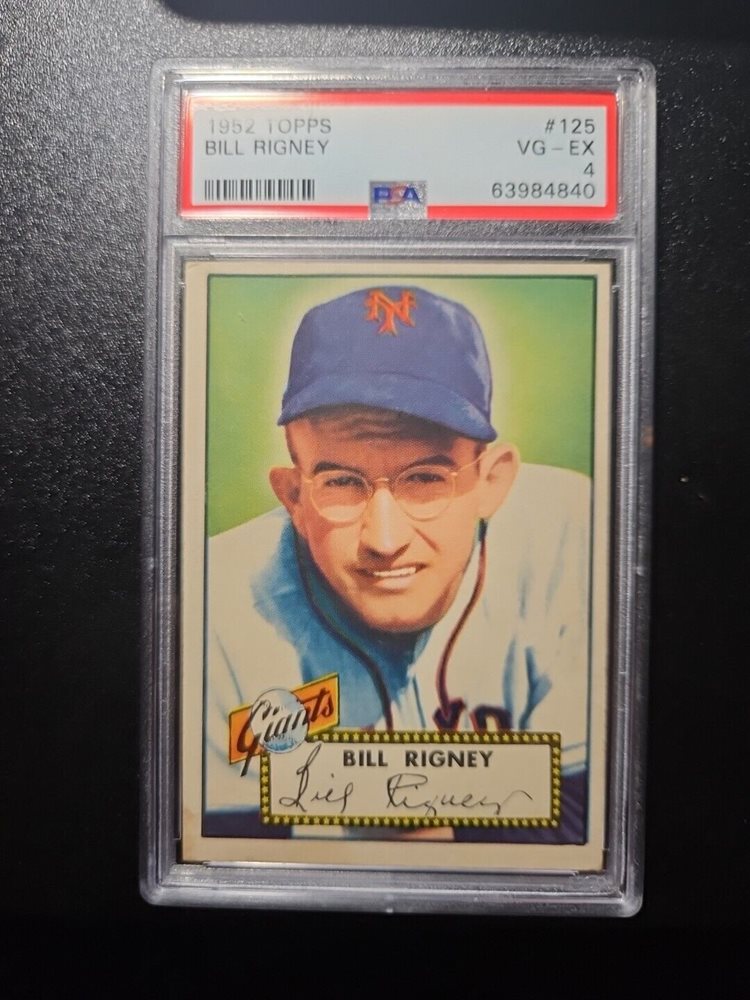 1952 TOPPS #125
BILL RIGNEY VG-EX
4
PSA 63984840
NY
Giants
BILL RIGNEY
Bill Rigney